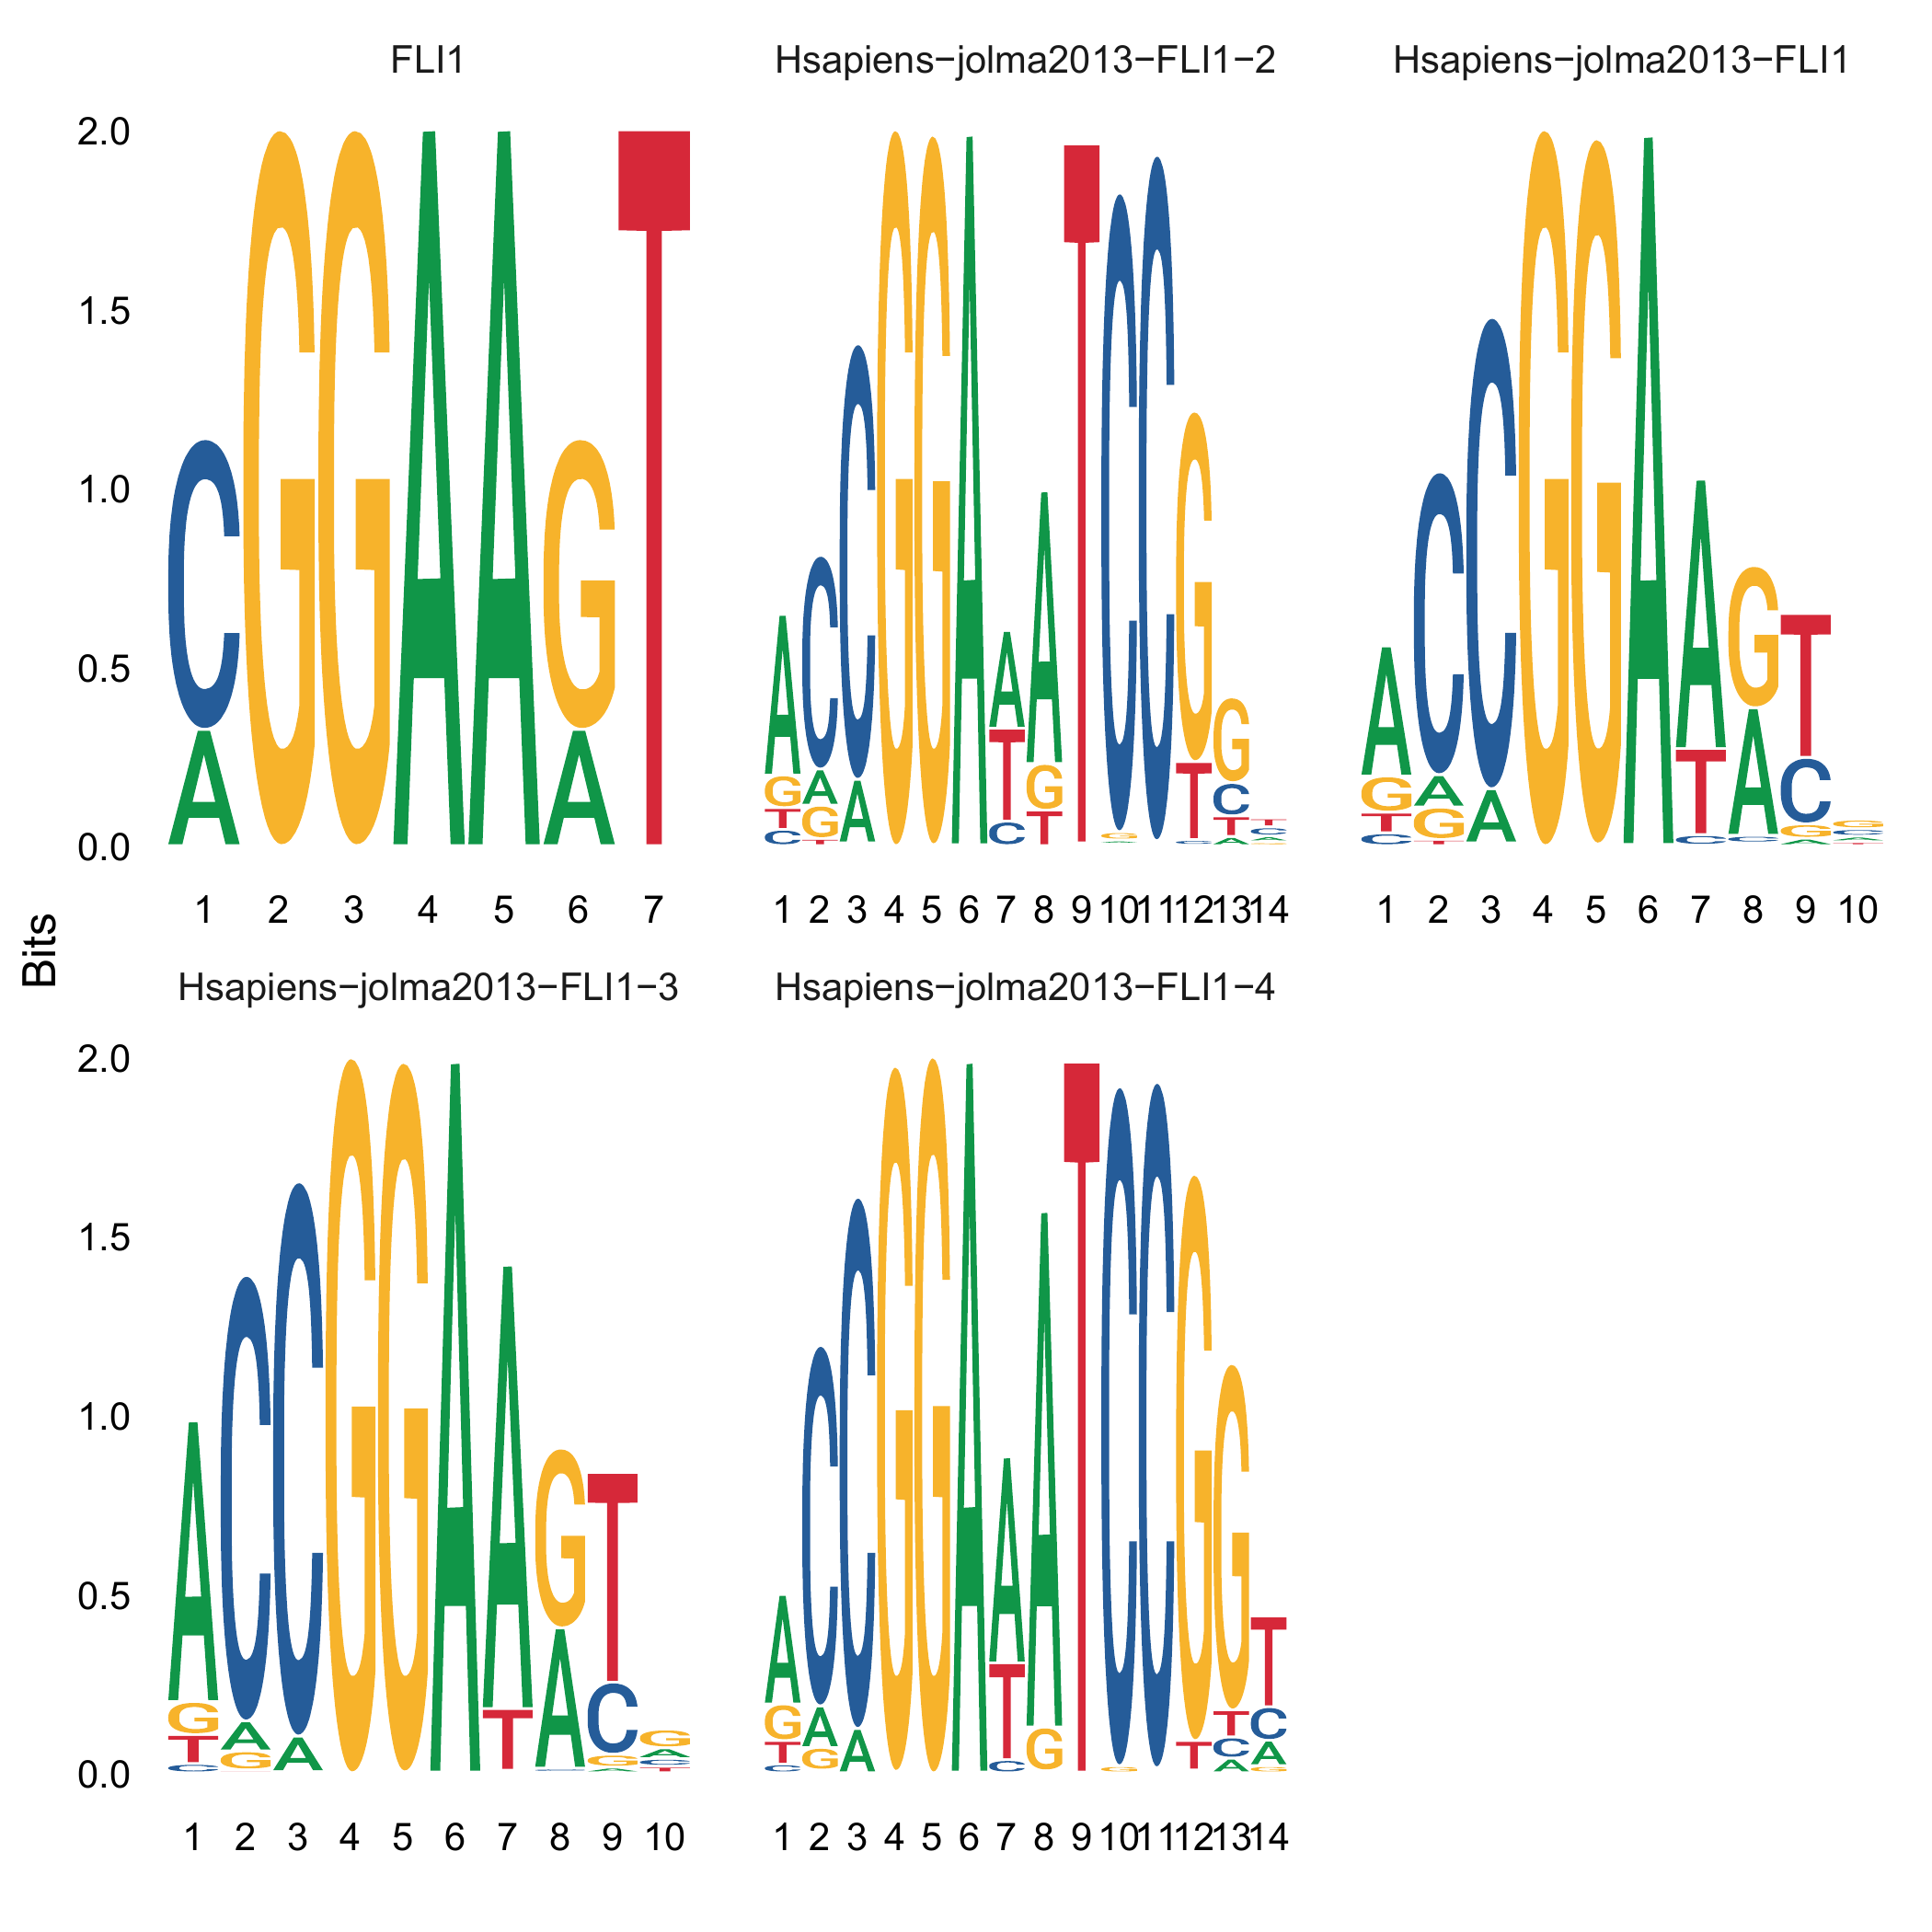 FLI1
Hsapiens−jolma2013−FLI1−2
Hsapiens−jolma2013−FLI1
2.0
1.5
1.0
0.5
0.0
1 2 3 4 5 6 7
1 2 3 4 5 6 7 8 9 10 11 12 13 14
1 2 3 4 5 6 7 8 9 10
Bits
Hsapiens−jolma2013−FLI1−3
Hsapiens−jolma2013−FLI1−4
2.0
1.5
1.0
0.5
0.0
1 2 3 4 5 6 7 8 9 10
1 2 3 4 5 6 7 8 9 10 11 12 13 14